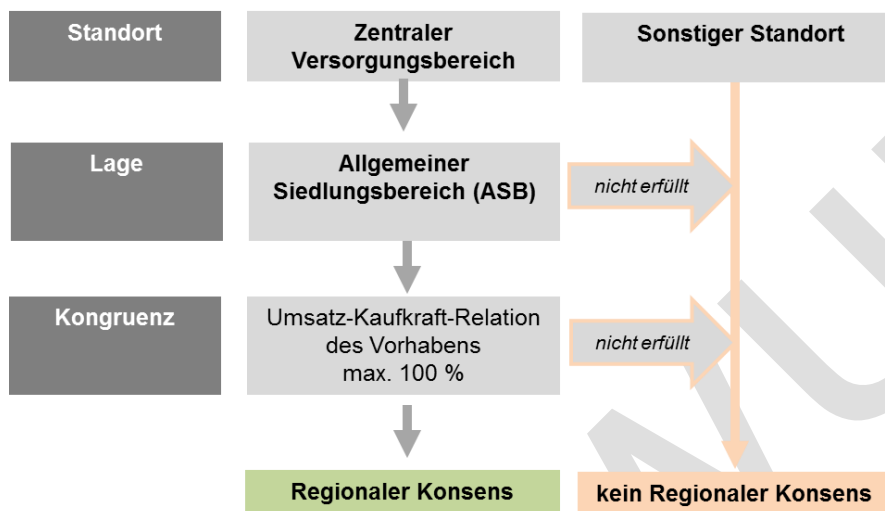 Standort
Zentraler
Versorgungsbereich
Sonstiger Standort
Lage
Allgemeiner
Siedlungsbereich (ASB)
nicht erfüllt
Kongruenz
Umsatz-Kaufkraft-Relation
des Vorhabens
max. 100 %
nicht erfüllt
Regionaler Konsens
kein Regionaler Konsens